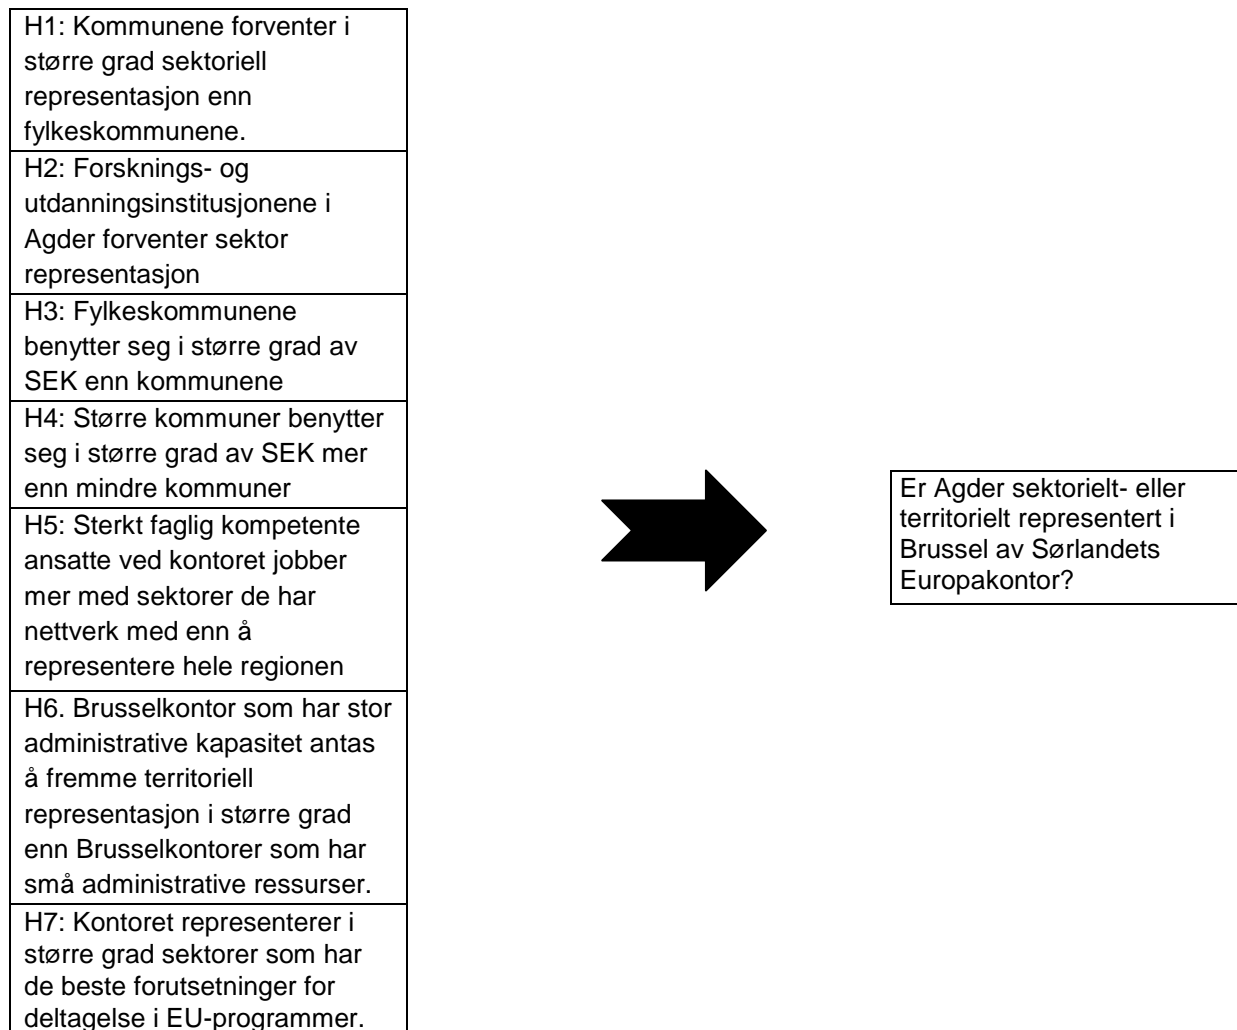 H1: Kommunene forventer i
større grad sektoriell
representasjon enn
fylkeskommunene.
H2: Forsknings- og
utdanningsinstitusjonene i
Agder forventer sektor
representasjon
H3: Fylkeskommunene
benytter seg i større grad av
SEK enn kommunene
H4: Større kommuner benytter
seg i større grad av SEK mer
enn mindre kommuner
H5: Sterkt faglig kompetente
ansatte ved kontoret jobber
mer med sektorer de har
nettverk med enn å
representere hele regionen
H6. Brusselkontor som har stor
administrative kapasitet antas
å fremme territoriell
representasjon i større grad
enn Brusselkontorer som har
små administrative ressurser.
H7: Kontoret representerer i
større grad sektorer som har
de beste forutsetninger for
deltagelse i EU-programmer.
Er Agder sektorielt- eller
territorielt representert i
Brussel av Sørlandets
Europakontor?